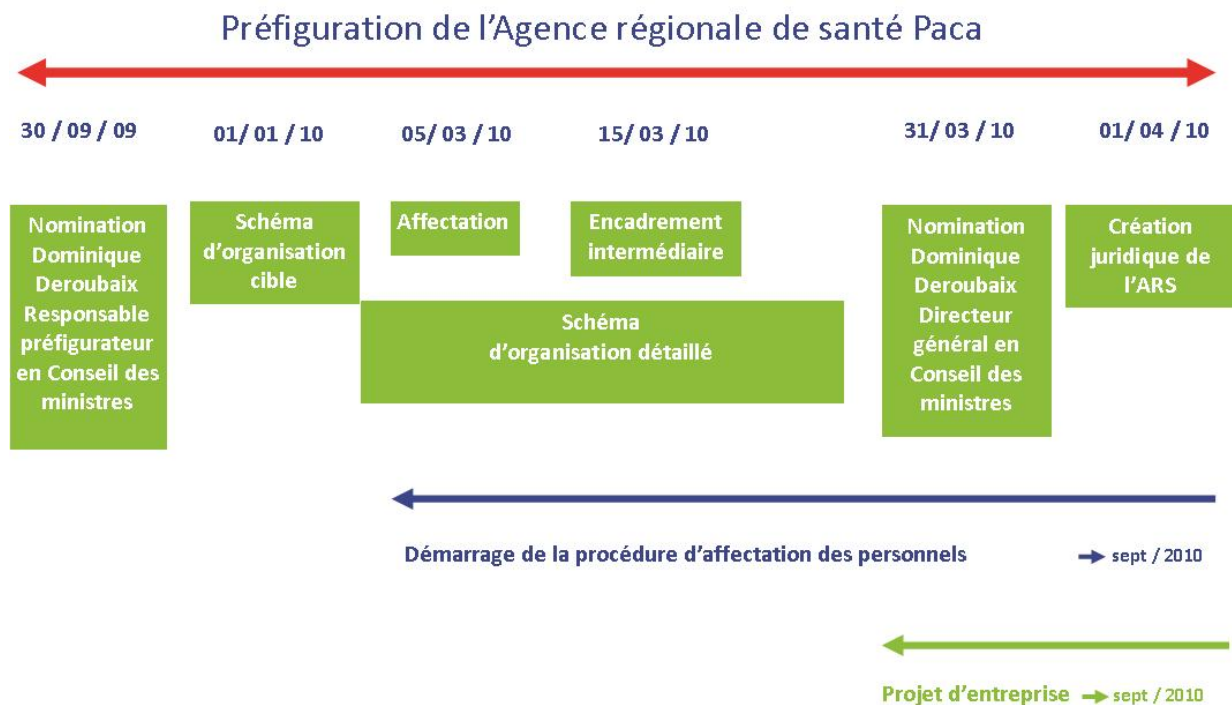 Préfiguration de l'Agence régionale de santé Paca
30 / 09 / 09
01/ 01 / 10
05/ 03 / 10
15/ 03 / 10
31/ 03 / 10
01/ 04 / 10
Nomination
Dominique
Deroubaix
Responsable
préfigurateur
en Conseil des
ministres
Schéma
d'organisation
cible
Affectation
Encadrement
intermédiaire
Schéma
d'organisation détaillé
Nomination
Dominique
Deroubaix
Directeur
général en
Conseil des
ministres
Création
juridique de
l'ARS
Démarrage de la procédure d'affectation des personnels
sept / 2010
Projet d'entreprise
sept / 2010